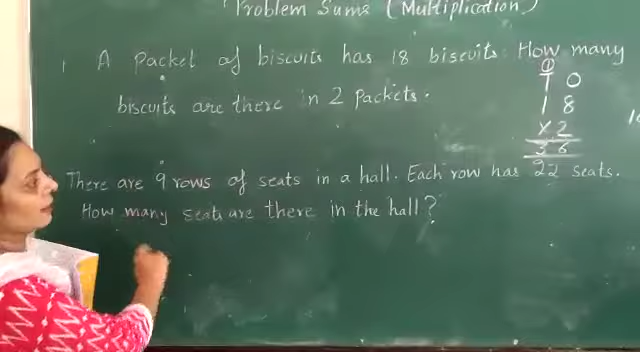 Problem Sums (Multiplication)
1 A Packet of biscuits has 18 biscuits. How many
biscuits are there in 2 packets.
①
T O
1 8
× 2
3 6
There are 9 rows of seats in a hall. Each row has 22 seats.
How many seats are there in the hall?